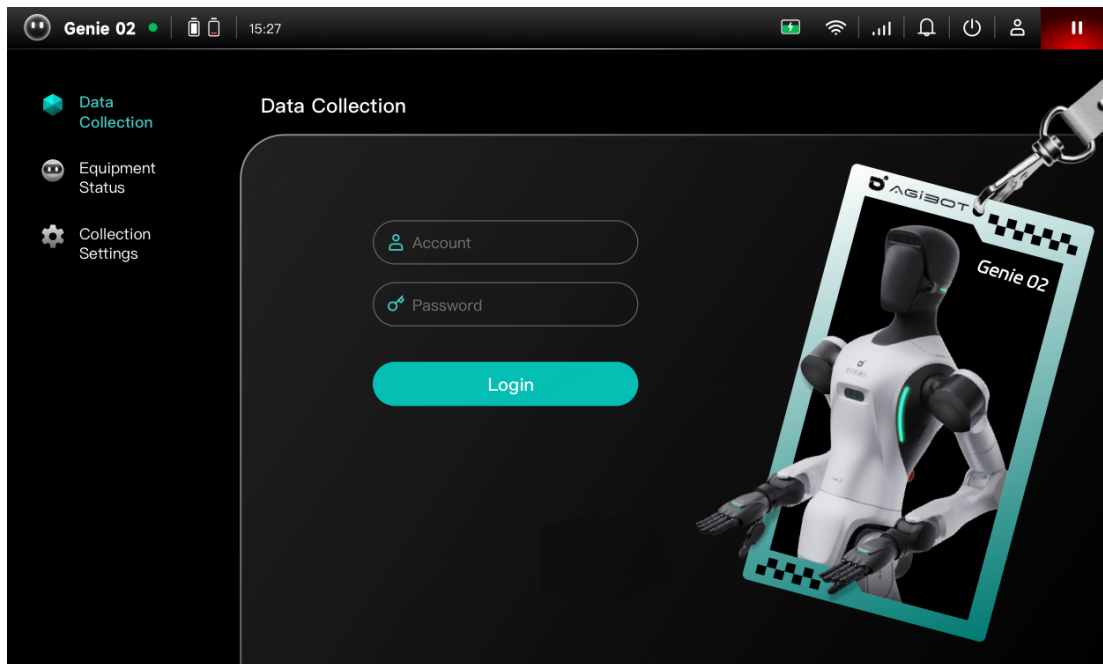 Genie 02
15:27
Data
Collection
Equipment
Status
Collection
Settings
Data Collection
Account
Password
Login
AGIBOT
Genie 02